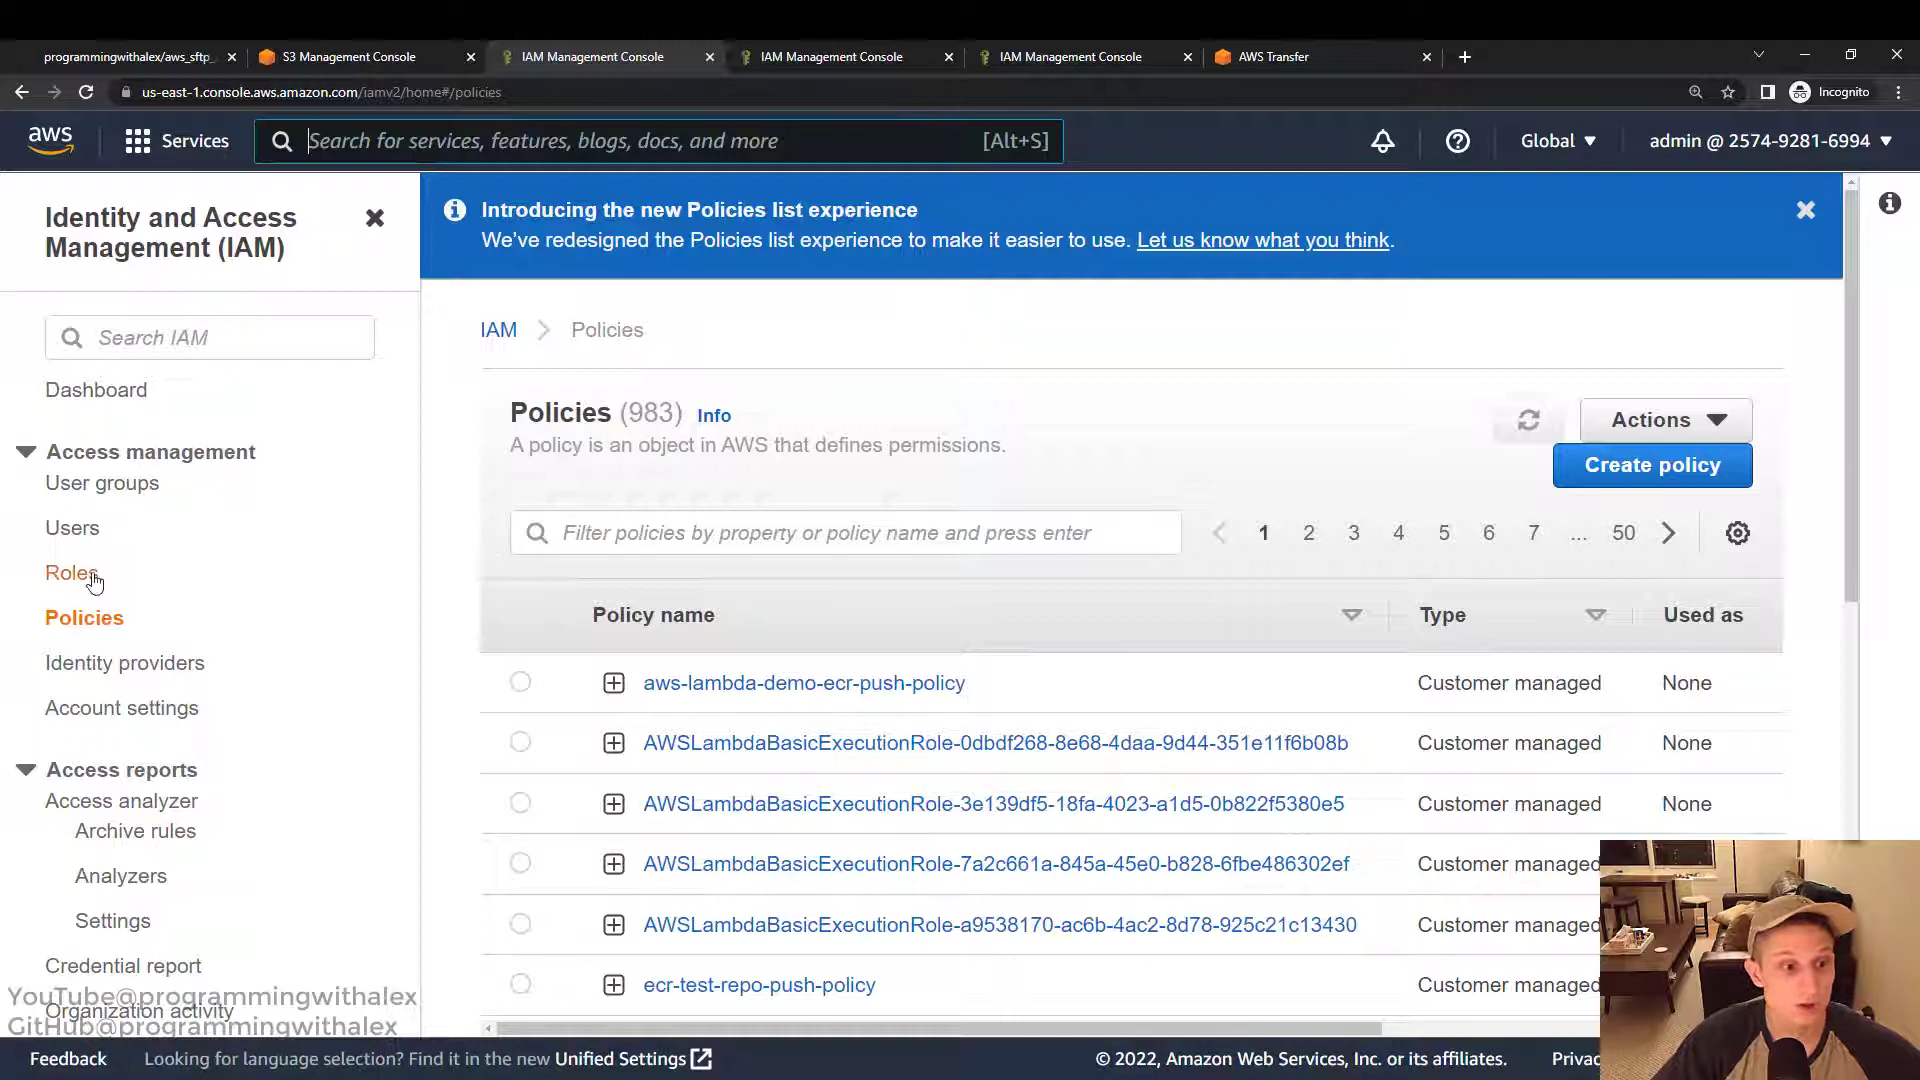 programmingwithalex/aws_sftp_
S3 Management Console
IAM Management Console
IAM Management Console
IAM Management Console
AWS Transfer
us-east-1.console.aws.amazon.com/iamv2/home#/policies
Incognito
aws
Services
Search for services, features, blogs, docs, and more
[Alt+S]
Global
admin @ 2574-9281-6994
Identity and Access
Management (IAM)
Search IAM
Dashboard
Access management
User groups
Users
Roles
Policies
Identity providers
Account settings
Access reports
Access analyzer
Archive rules
Analyzers
Settings
Credential report
Organization activity
YouTube@programmingwithalex
GitHub@programmingwithalex
Introducing the new Policies list experience
We've redesigned the Policies list experience to make it easier to use. Let us know what you think.
IAM
Policies
Policies (983) Info
A policy is an object in AWS that defines permissions.
Actions
Create policy
Filter policies by property or policy name and press enter
1 2 3 4 5 6 7 ... 50
Policy name
Type
Used as
aws-lambda-demo-ecr-push-policy
Customer managed
None
AWSLambdaBasicExecutionRole-0dbdf268-8e68-4daa-9d44-351e11f6b08b
Customer managed
None
AWSLambdaBasicExecutionRole-3e139df5-18fa-4023-a1d5-0b822f5380e5
Customer managed
None
AWSLambdaBasicExecutionRole-7a2c661a-845a-45e0-b828-6fbe486302ef
Customer managed
AWSLambdaBasicExecutionRole-a9538170-ac6b-4ac2-8d78-925c21c13430
Customer managed
ecr-test-repo-push-policy
Customer managed
Feedback
Looking for language selection? Find it in the new Unified Settings
© 2022, Amazon Web Services, Inc. or its affiliates.
Privac